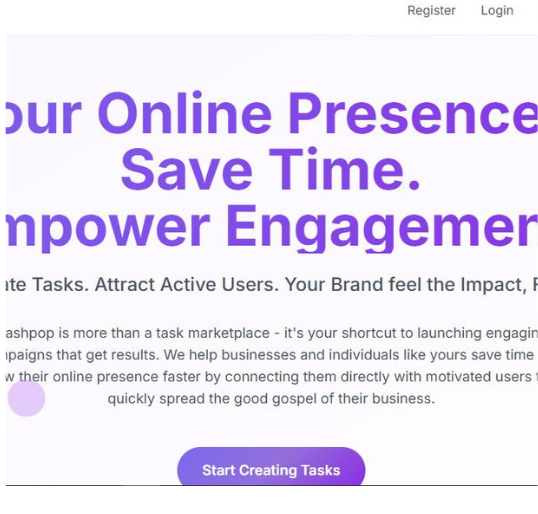 Register Login
our Online Presence
Save Time.
mpower Engagemen
ate Tasks. Attract Active Users. Your Brand feel the Impact,
ashpop is more than a task marketplace - it's your shortcut to launching engagin
paigns that get results. We help businesses and individuals like yours save time
w their online presence faster by connecting them directly with motivated users
quickly spread the good gospel of their business.
Start Creating Tasks